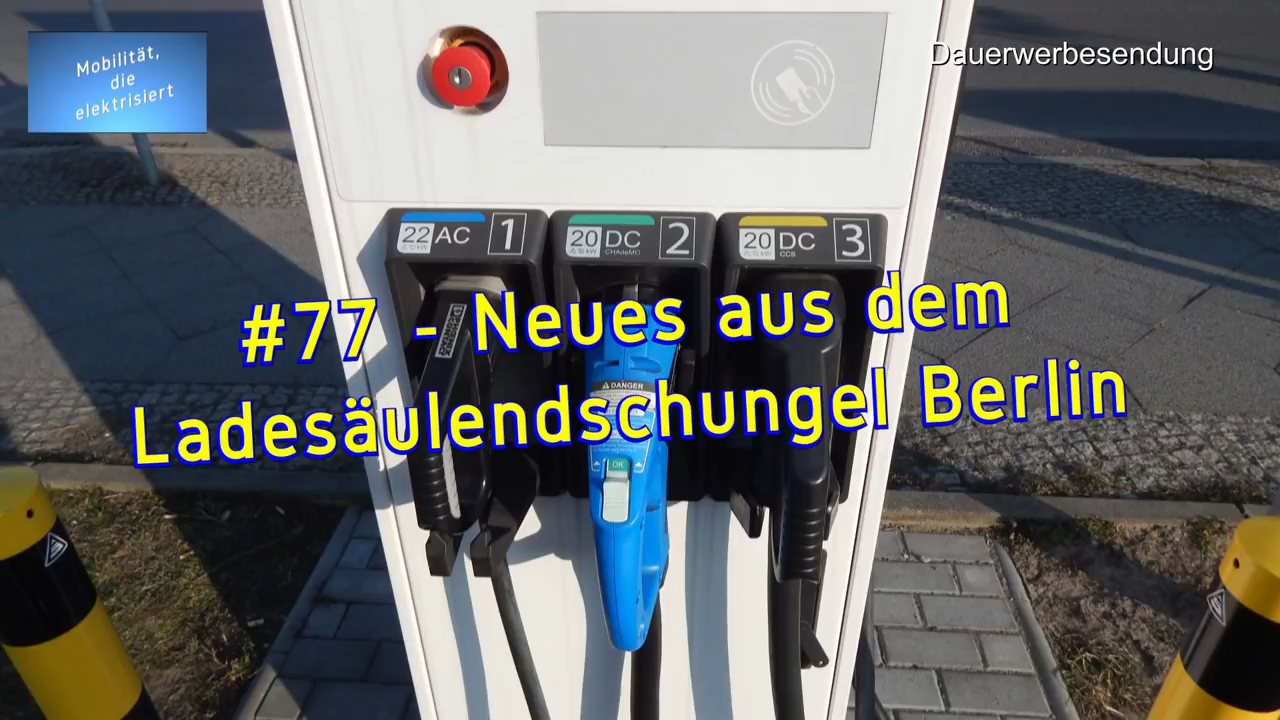 Mobilität,
die
elektrisiert
Dauerwerbesendung
22 AC 1
20 DC 2
CHAdeMO
20 DC 3
CCS
#77 - Neues aus dem
Ladesäulendschungel Berlin
DANGER
OK